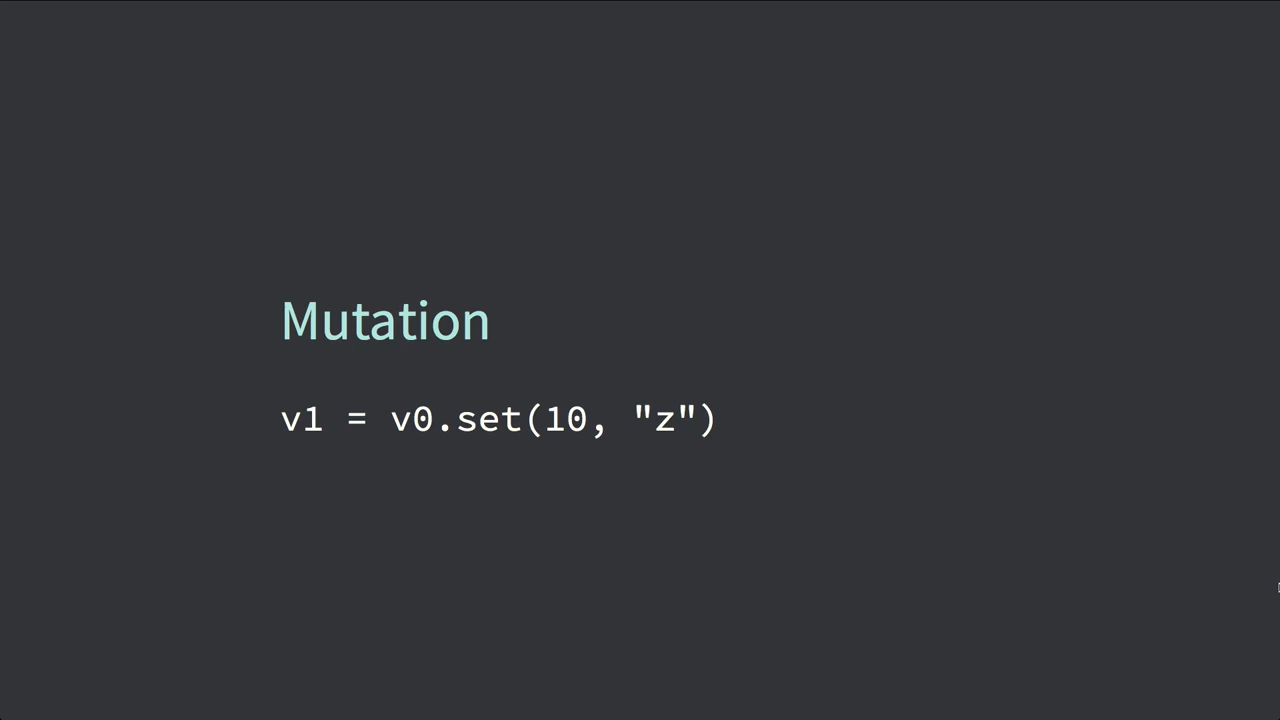 Mutation
v1 = v0.set(10, "z")